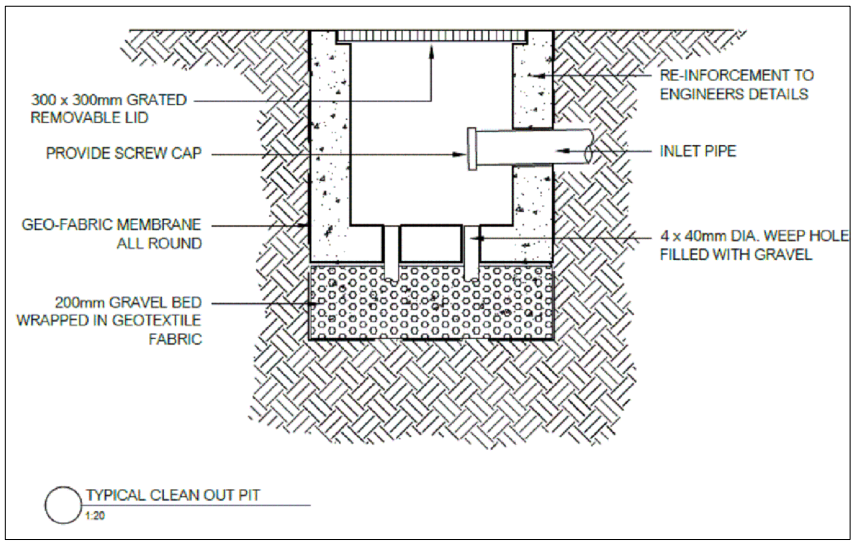 300 x 300mm GRATED
REMOVABLE LID
PROVIDE SCREW CAP
GEO-FABRIC MEMBRANE
ALL ROUND
200mm GRAVEL BED
WRAPPED IN GEOTEXTILE
FABRIC
RE-INFORCEMENT TO
ENGINEERS DETAILS
INLET PIPE
4 x 40mm DIA. WEEP HOLE
FILLED WITH GRAVEL
TYPICAL CLEAN OUT PIT
1:20